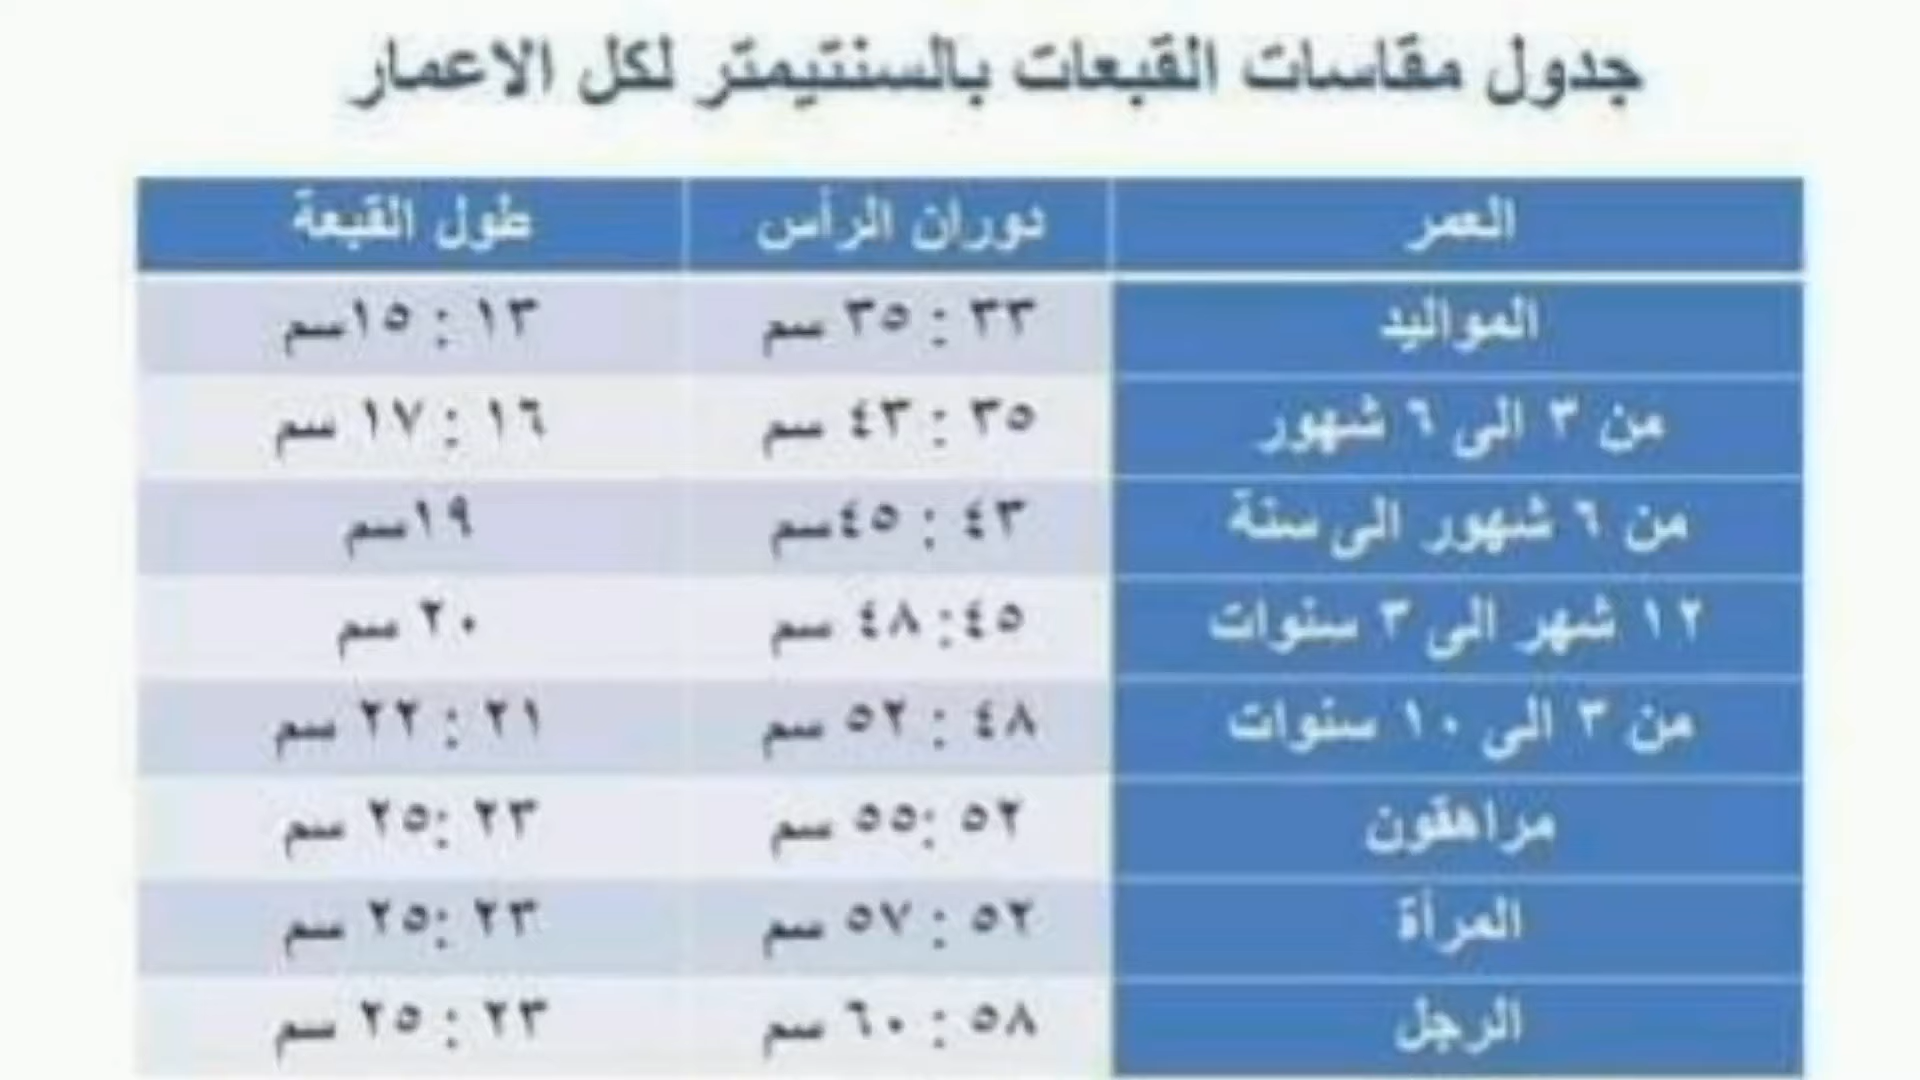 جدول مقاسات القبعات بالسنتيمتر لكل الاعمار
العمر دوران الرأس طول القبعة
المواليد ٣٣ : ٣٥ سم ١٣ : ١٥سم
من ٣ الى ٦ شهور ٣٥ : ٤٣ سم ١٦ : ١٧ سم
من ٦ شهور الى سنة ٤٣ : ٤٥سم ١٩سم
١٢ شهر الى ٣ سنوات ٤٥: ٤٨ سم ٢٠ سم
من ٣ الى ١٠ سنوات ٤٨ : ٥٢ سم ٢١ : ٢٢ سم
مراهقون ٥٢ :٥٥ سم ٢٣ :٢٥ سم
المرأة ٥٢ : ٥٧ سم ٢٣ :٢٥ سم
الرجل ٥٨ : ٦٠ سم ٢٣ : ٢٥ سم